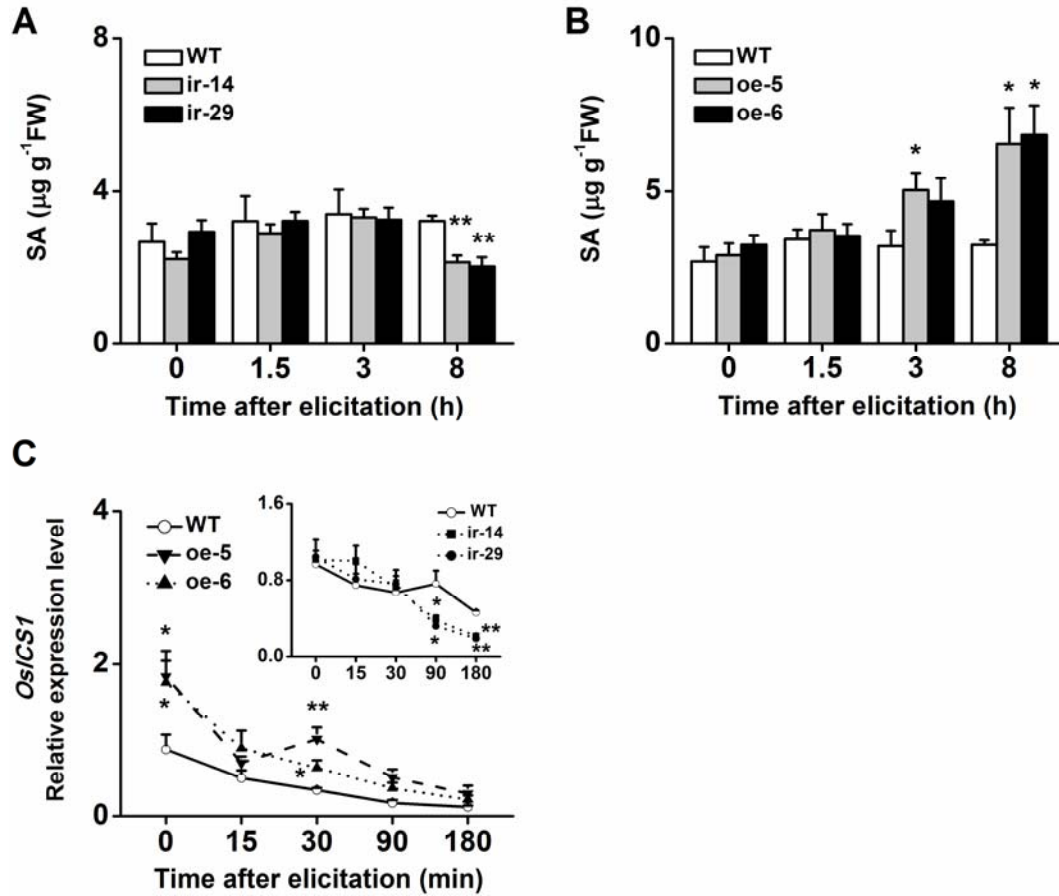 A
8
WT
ir-14
ir-29
SA (µg g⁻¹FW)
4
**
**
0
0 1.5 3 8
Time after elicitation (h)
B
10
WT
oe-5
oe-6
SA (µg g⁻¹FW)
5
*
* *
0
0 1.5 3 8
Time after elicitation (h)
C
4
WT
oe-5
oe-6
OsICS1
Relative expression level
2
*
*
**
*
0
0 15 30 90 180
Time after elicitation (min)
1.6
WT
ir-14
ir-29
0.8
*
*
**
**
0.0
0 15 30 90 180